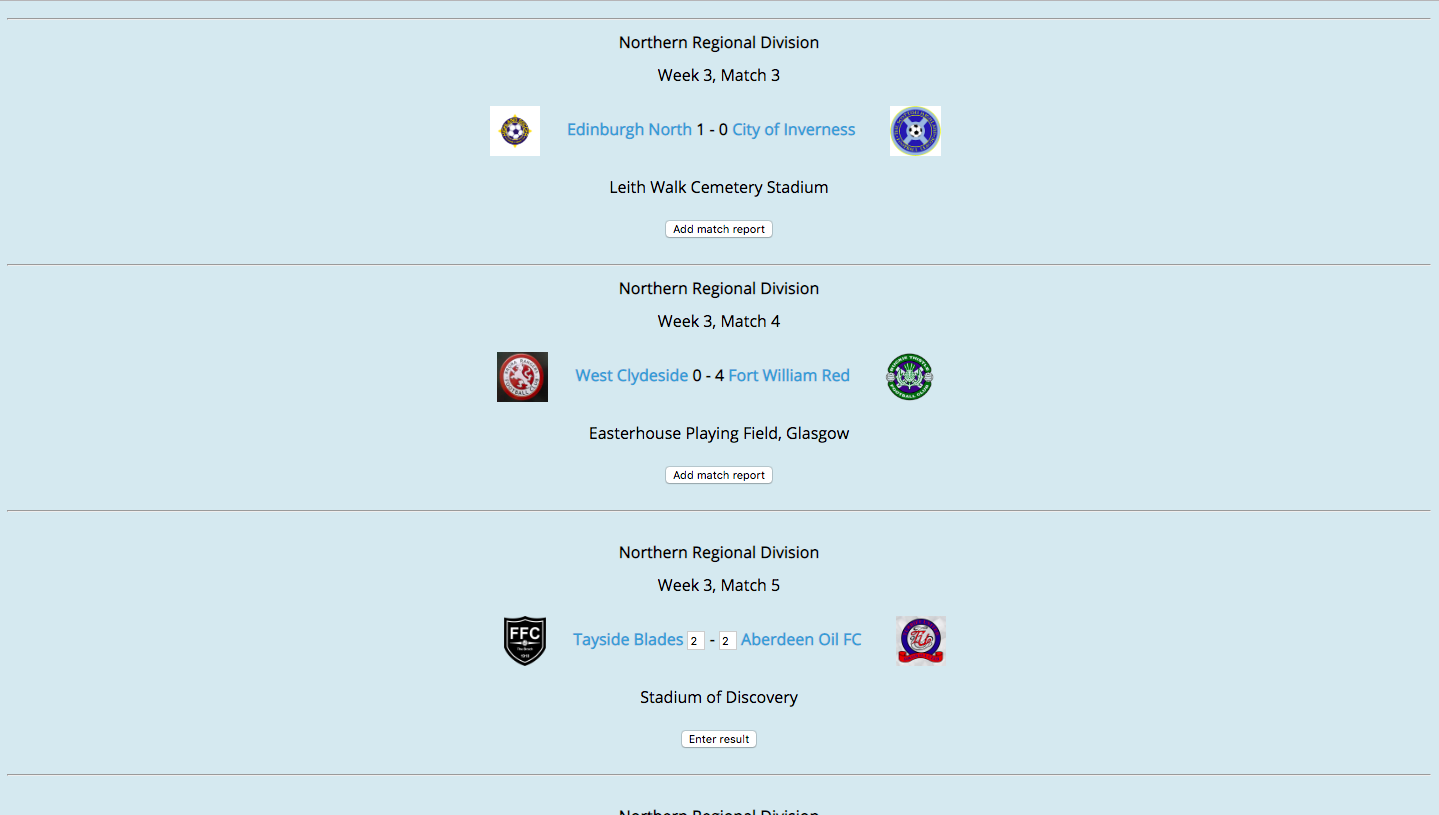 Northern Regional Division
Week 3, Match 3
Edinburgh North 1 - 0 City of Inverness
Leith Walk Cemetery Stadium
Add match report
Northern Regional Division
Week 3, Match 4
West Clydeside 0 - 4 Fort William Red
Easterhouse Playing Field, Glasgow
Add match report
Northern Regional Division
Week 3, Match 5
FFC
Tayside Blades 2 - 2 Aberdeen Oil FC
Stadium of Discovery
Enter result
Northern Regional Division